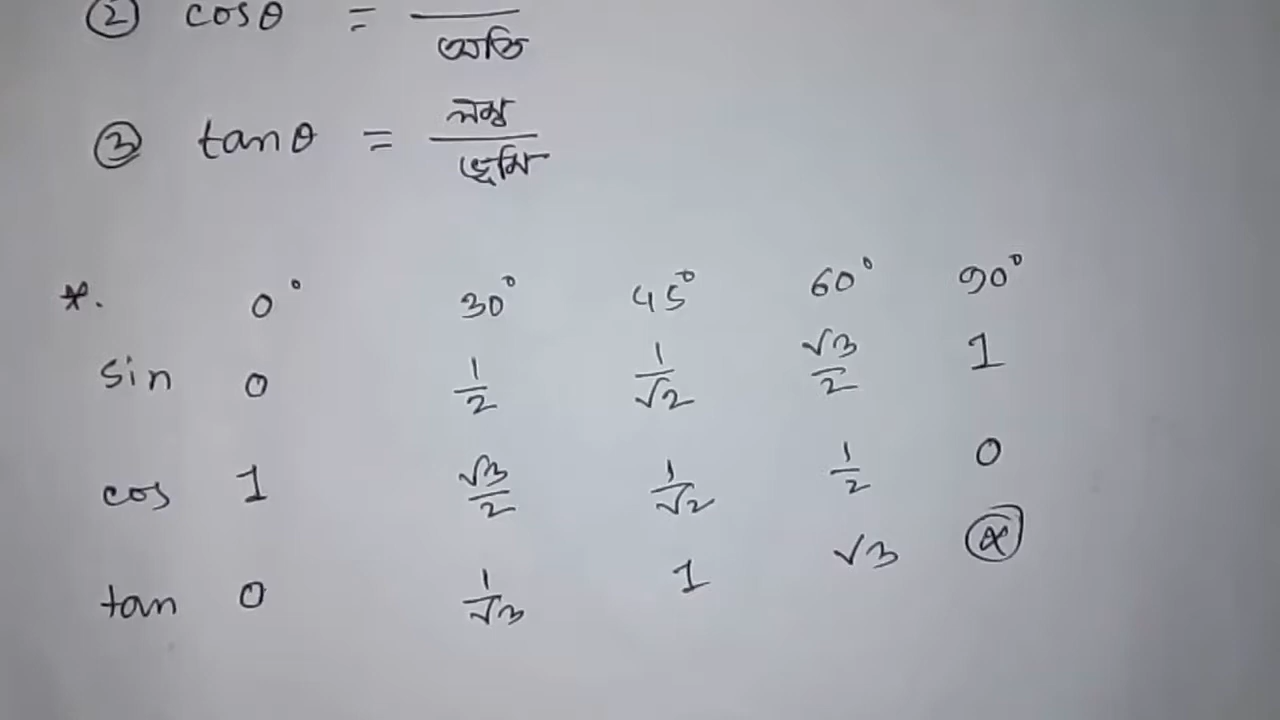 ② cosθ = ―/অতি
③ tanθ = লম্ব/ভূমি
*. 0° 30° 45° 60° 90°
sin 0 1/2 1/√2 √3/2 1
cos 1 √3/2 1/√2 1/2 0
tan 0 1/√3 1 √3 ∝